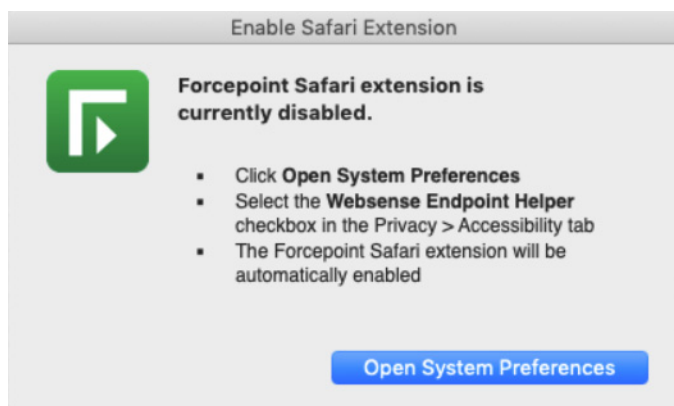 Enable Safari Extension
Forcepoint Safari extension is
currently disabled.
▪ Click Open System Preferences
▪ Select the Websense Endpoint Helper
checkbox in the Privacy > Accessibility tab
▪ The Forcepoint Safari extension will be
automatically enabled
Open System Preferences